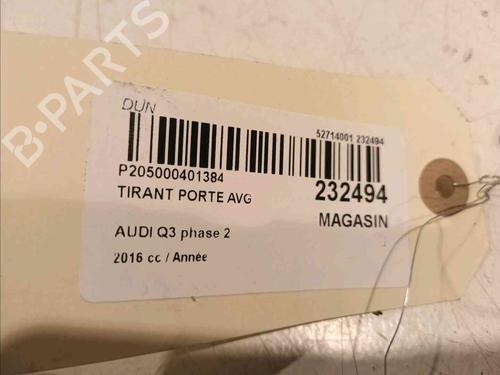 DUN
52714001 232494
P205000401384
232494
TIRANT PORTE AVG
MAGASIN
AUDI Q3 phase 2
2016 cc / Année
B-PARTS